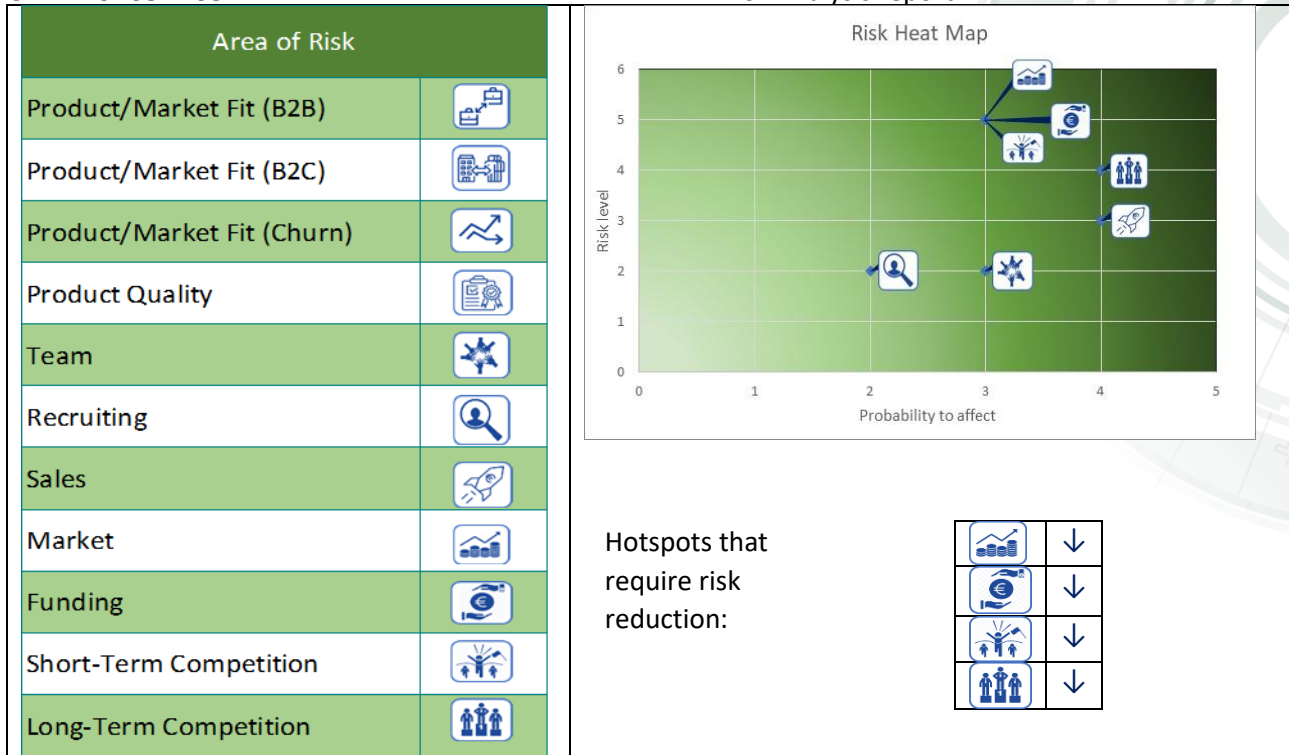 Area of Risk
Product/Market Fit (B2B)
Product/Market Fit (B2C)
Product/Market Fit (Churn)
Product Quality
Team
Recruiting
Sales
Market
Funding
Short-Term Competition
Long-Term Competition
Risk Heat Map
6
5
4
3
2
1
0
Risk level
0 1 2 3 4 5
Probability to affect
Hotspots that
require risk
reduction: